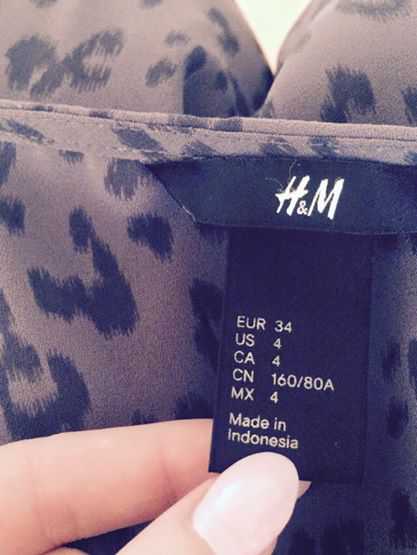 H&M
EUR 34
US 4
CA 4
CN 160/80A
MX 4
Made in
Indonesia